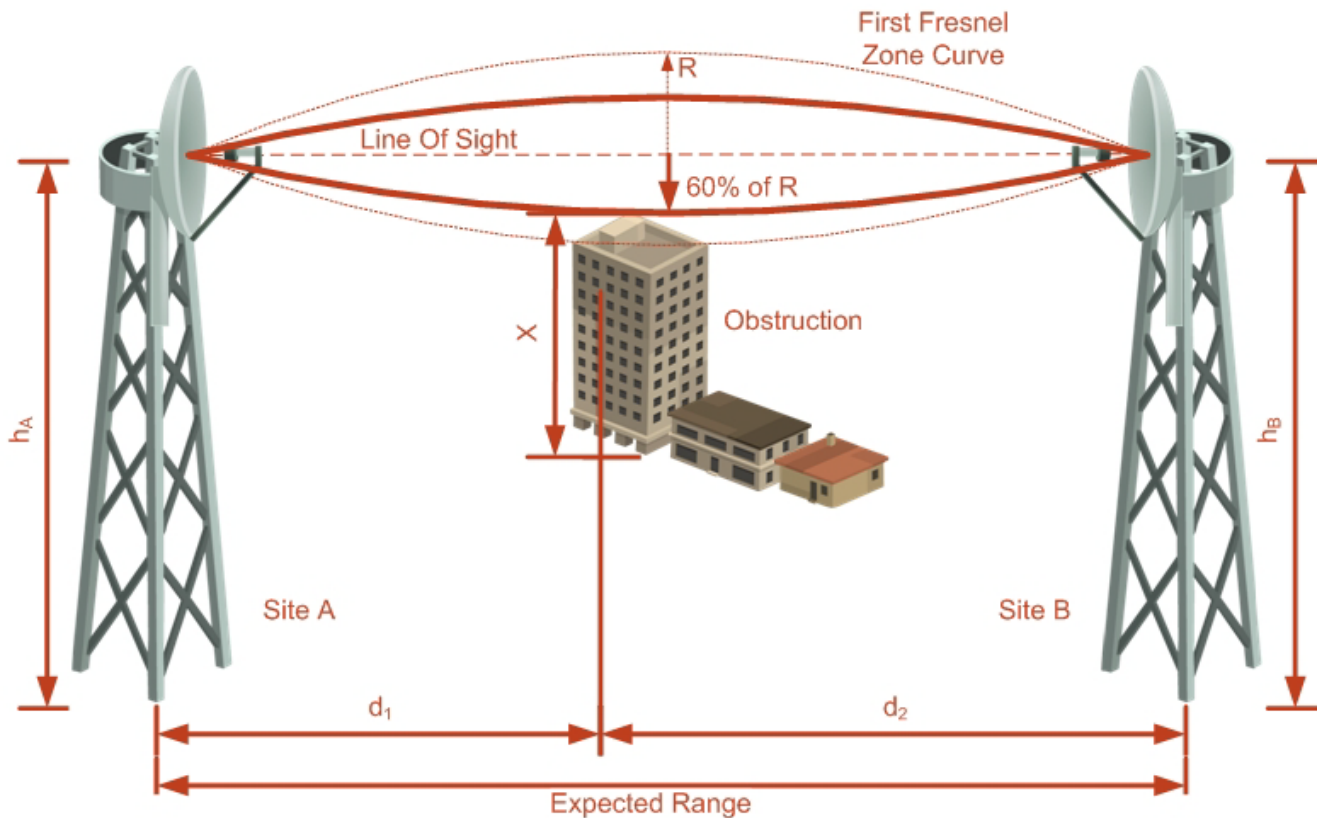 First Fresnel
Zone Curve
R
Line Of Sight
60% of R
X
Obstruction
hA
hB
Site A
Site B
d1
d2
Expected Range